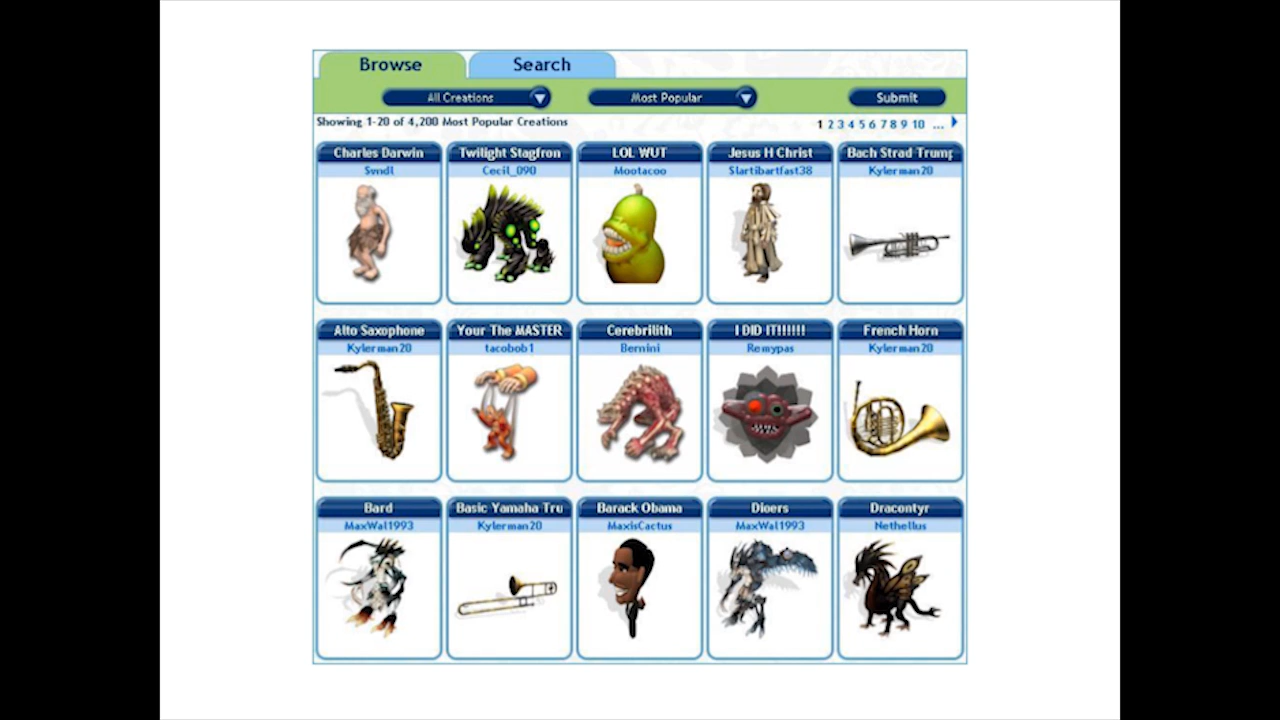 Browse Search
All Creations Most Popular Submit
Showing 1-20 of 4,200 Most Popular Creations 1 2 3 4 5 6 7 8 9 10 ...
Charles Darwin Twilight Stagfron LOL WUT Jesus H Christ Bach Strad Trump
Svndl Cecil_090 Mootacoo Slartibartfast38 Kylerman20
Alto Saxophone Your The MASTER Cerebrilith I DID IT!!!!!! French Horn
Kylerman20 tacobob1 Bernini Remypas Kylerman20
Bard Basic Yamaha Tru Barack Obama Dioers Dracontyr
MaxWal1993 Kylerman20 MaxisCactus MaxWal1993 Nethellus